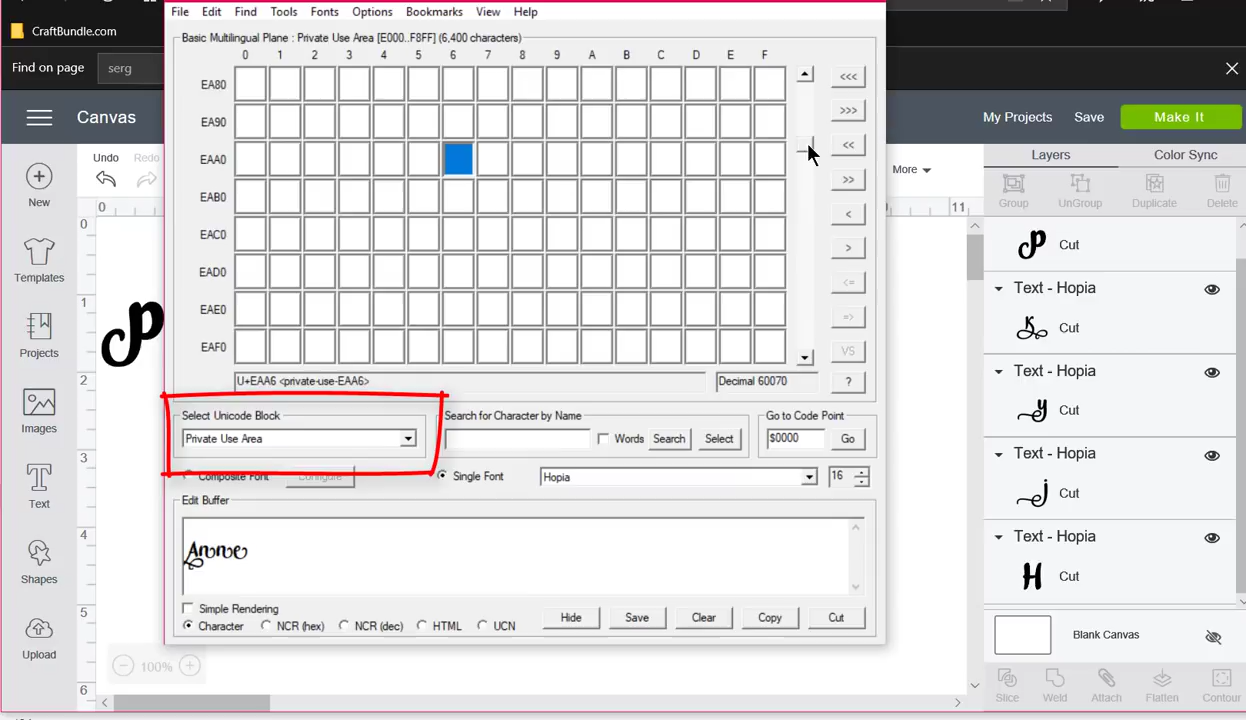 File Edit Find Tools Fonts Options Bookmarks View Help
CraftBundle.com
Find on page serg
Basic Multilingual Plane : Private Use Area [E000..F8FF] (6,400 characters)
0 1 2 3 4 5 6 7 8 9 A B C D E F
EA80
EA90
EAA0
EAB0
EAC0
EAD0
EAE0
EAF0
<<<
>>>
<<
>>
<
>
<=
=>
VS
?
U+EAA6 <private-use-EAA6>
Decimal 60070
Select Unicode Block
Private Use Area
Search for Character by Name
Words Search Select
Go to Code Point
$0000 Go
Composite Font Configure
Single Font Hopia 16
Edit Buffer
Anne
Simple Rendering
Character NCR (hex) NCR (dec) HTML UCN
Hide Save Clear Copy Cut
Canvas
My Projects Save Make It
Undo Redo
More
New
Templates
Projects
Images
Text
Shapes
Upload
0
11
0
1
2
3
4
5
6
P
100%
Layers Color Sync
Group UnGroup Duplicate Delete
P Cut
Text - Hopia
K Cut
Text - Hopia
y Cut
Text - Hopia
j Cut
Text - Hopia
H Cut
Blank Canvas
Slice Weld Attach Flatten Contour